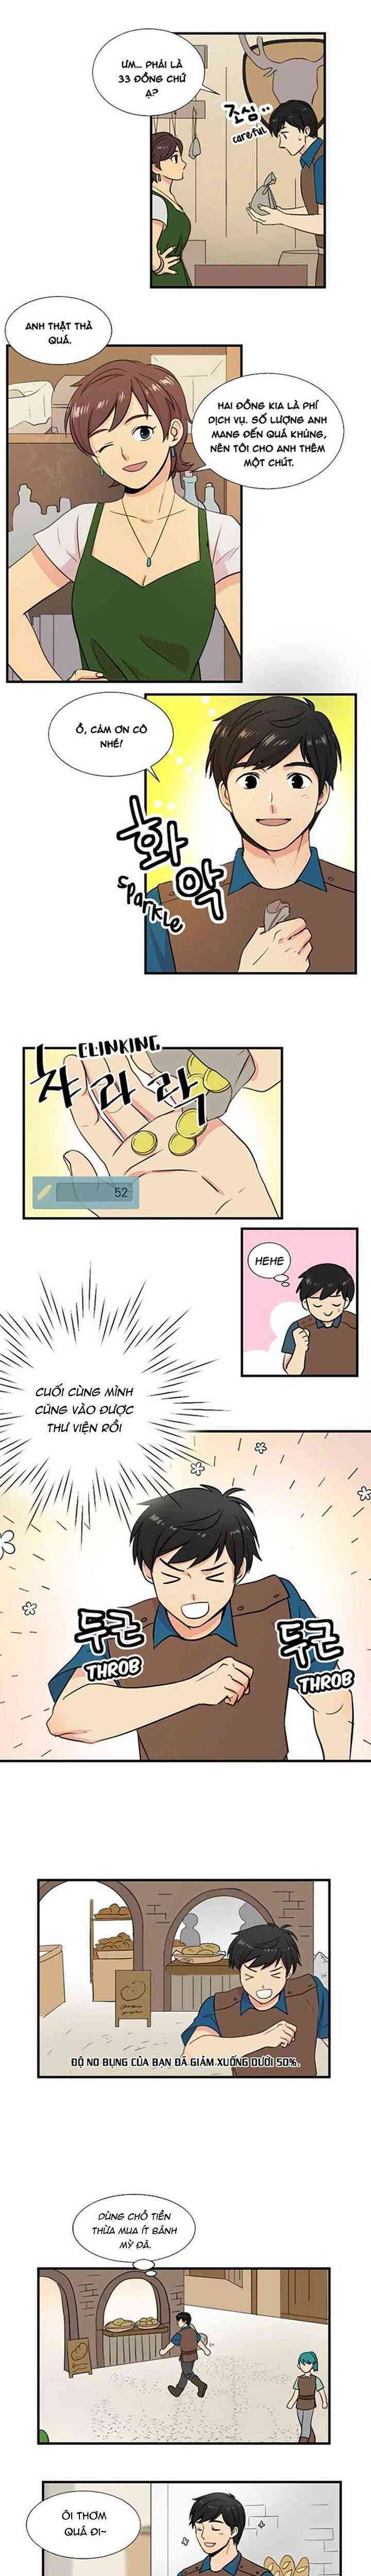 ƯM... PHẢI LÀ
33 ĐỒNG CHỨ
Ạ?
조심..
careful
ANH THẬT THÀ
QUÁ.
HAI ĐỒNG KIA LÀ PHÍ
DỊCH VỤ. SỐ LƯỢNG ANH
MANG ĐẾN QUÁ KHỦNG,
NÊN TÔI CHO ANH THÊM
MỘT CHÚT.
Ồ, CẢM ƠN CÔ
NHÉ!
화악
sparkle
CLINKING
촤라락
52
HEHE
CUỐI CÙNG MÌNH
CŨNG VÀO ĐƯỢC
THƯ VIỆN RỒI
두근
THROB
두근
THROB
ĐỘ NO BỤNG CỦA BẠN ĐÃ GIẢM XUỐNG DƯỚI 50%.
DÙNG CHỖ TIỀN
THỪA MUA ÍT BÁNH
MỲ ĐÃ.
ÔI THƠM
QUÁ ĐI~